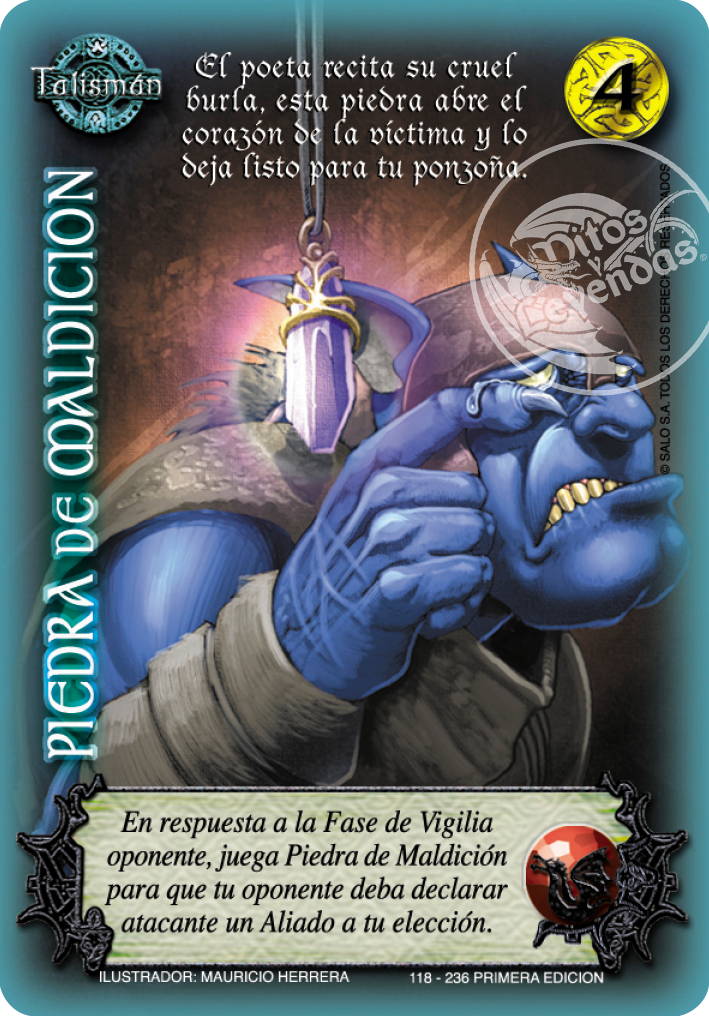 Talismán
El poeta recita su cruel
burla, esta piedra abre el
corazón de la víctima y lo
deja listo para tu ponzoña.
4
PIEDRA DE MALDICION
Mitos
y
Leyendas®
© SALO S.A. TODOS LOS DERECHOS RESERVADOS
En respuesta a la Fase de Vigilia
oponente, juega Piedra de Maldición
para que tu oponente deba declarar
atacante un Aliado a tu elección.
ILUSTRADOR: MAURICIO HERRERA 118 - 236 PRIMERA EDICION